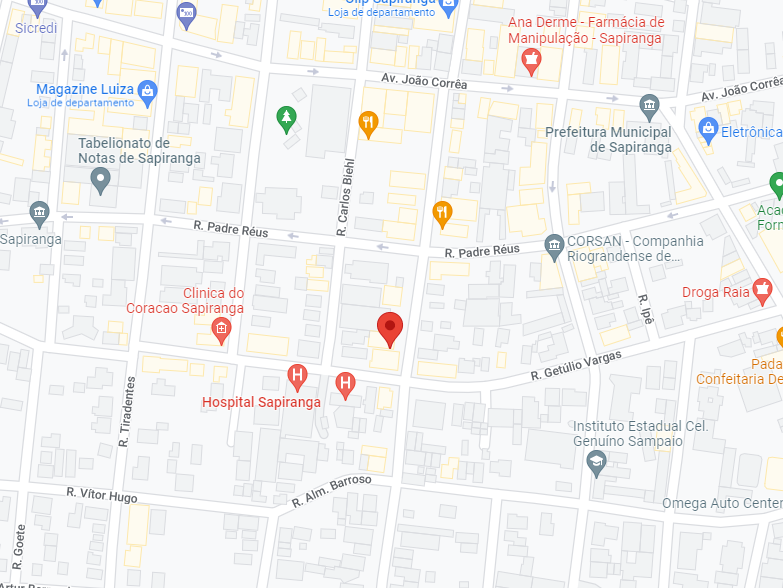 Clip Sapiranga
Loja de departamento
Sicredi
Ana Derme - Farmácia de
Manipulação - Sapiranga
Av. João Corrêa
Av. João Corrêa
Magazine Luiza
Loja de departamento
Prefeitura Municipal
de Sapiranga
Eletrônica
Tabelionato de
Notas de Sapiranga
R. Carlos Biehl
Sapiranga
R. Padre Réus
R. Padre Réus
CORSAN - Companhia
Riograndense de...
Clinica do
Coracao Sapiranga
Droga Raia
R. Ipê
R. Getúlio Vargas
Confeitaria De
Hospital Sapiranga
H
H
R. Tiradentes
Instituto Estadual Cel.
Genuíno Sampaio
R. Vítor Hugo
R. Alm. Barroso
Omega Auto Center
R. Goete